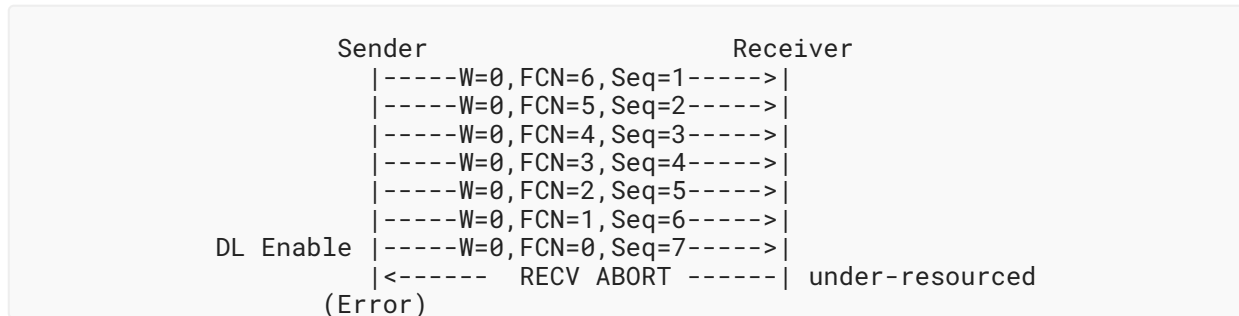 Sender                      Receiver
|-----W=0,FCN=6,Seq=1----->|
|-----W=0,FCN=5,Seq=2----->|
|-----W=0,FCN=4,Seq=3----->|
|-----W=0,FCN=3,Seq=4----->|
|-----W=0,FCN=2,Seq=5----->|
|-----W=0,FCN=1,Seq=6----->|
DL Enable |-----W=0,FCN=0,Seq=7----->|
|<------  RECV ABORT ------| under-resourced
(Error)